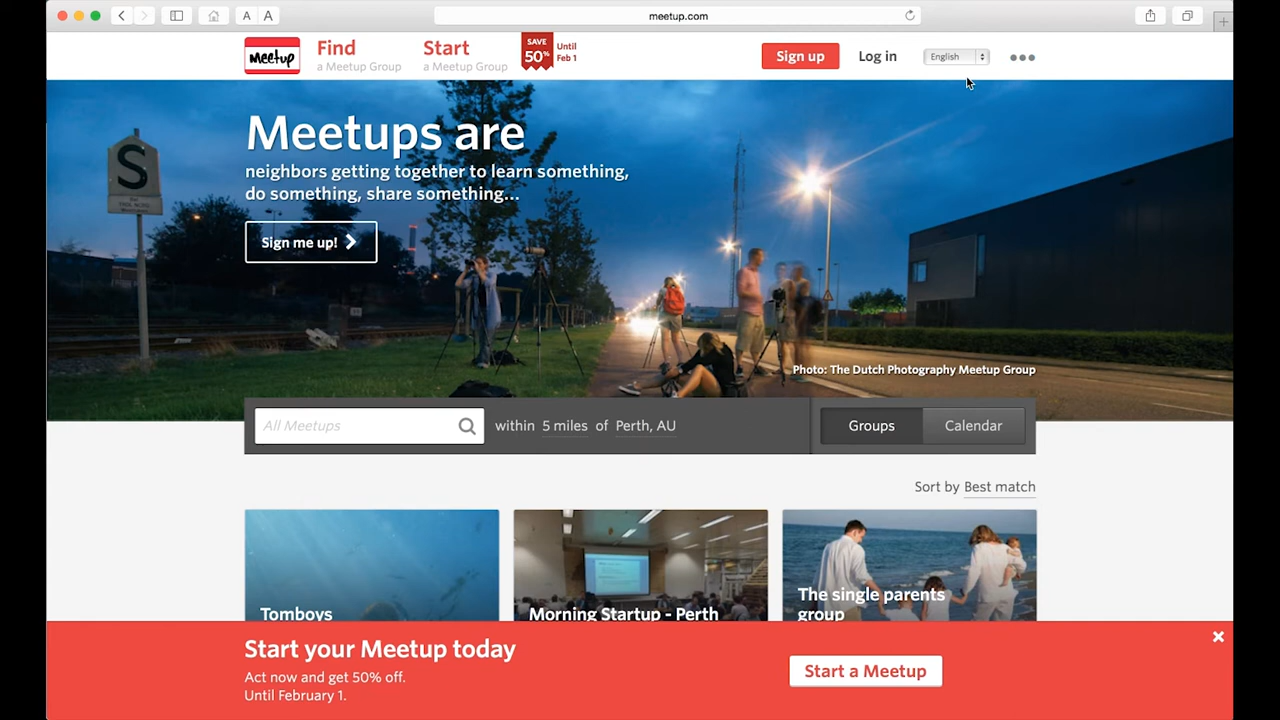 A A
meetup.com
Meetup
Find
a Meetup Group
Start
a Meetup Group
SAVE
50%
Until
Feb 1
Sign up
Log in
English
Meetups are
neighbors getting together to learn something,
do something, share something...
Sign me up!
S
Photo: The Dutch Photography Meetup Group
All Meetups
within 5 miles of Perth, AU
Groups
Calendar
Sort by Best match
Tomboys
Morning Startup - Perth
The single parents
group
Start your Meetup today
Act now and get 50% off.
Until February 1.
Start a Meetup